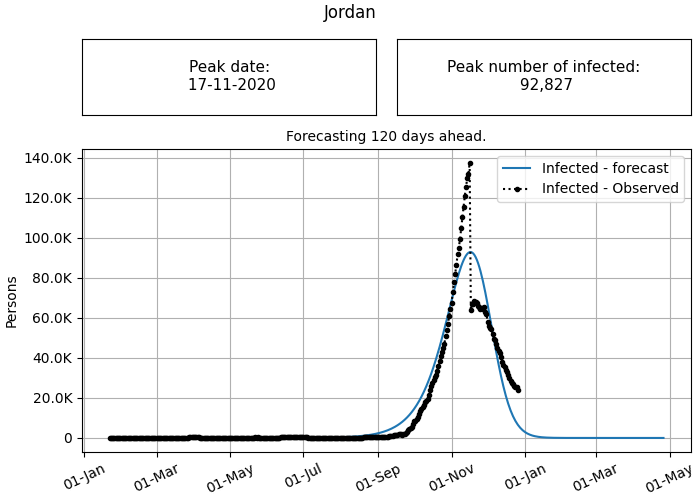 Jordan
Peak date:
17-11-2020
Peak number of infected:
92,827
Forecasting 120 days ahead.
140.0K
120.0K
100.0K
80.0K
60.0K
40.0K
20.0K
0
Persons
Infected - forecast
Infected - Observed
01-Jan
01-Mar
01-May
01-Jul
01-Sep
01-Nov
01-Jan
01-Mar
01-May